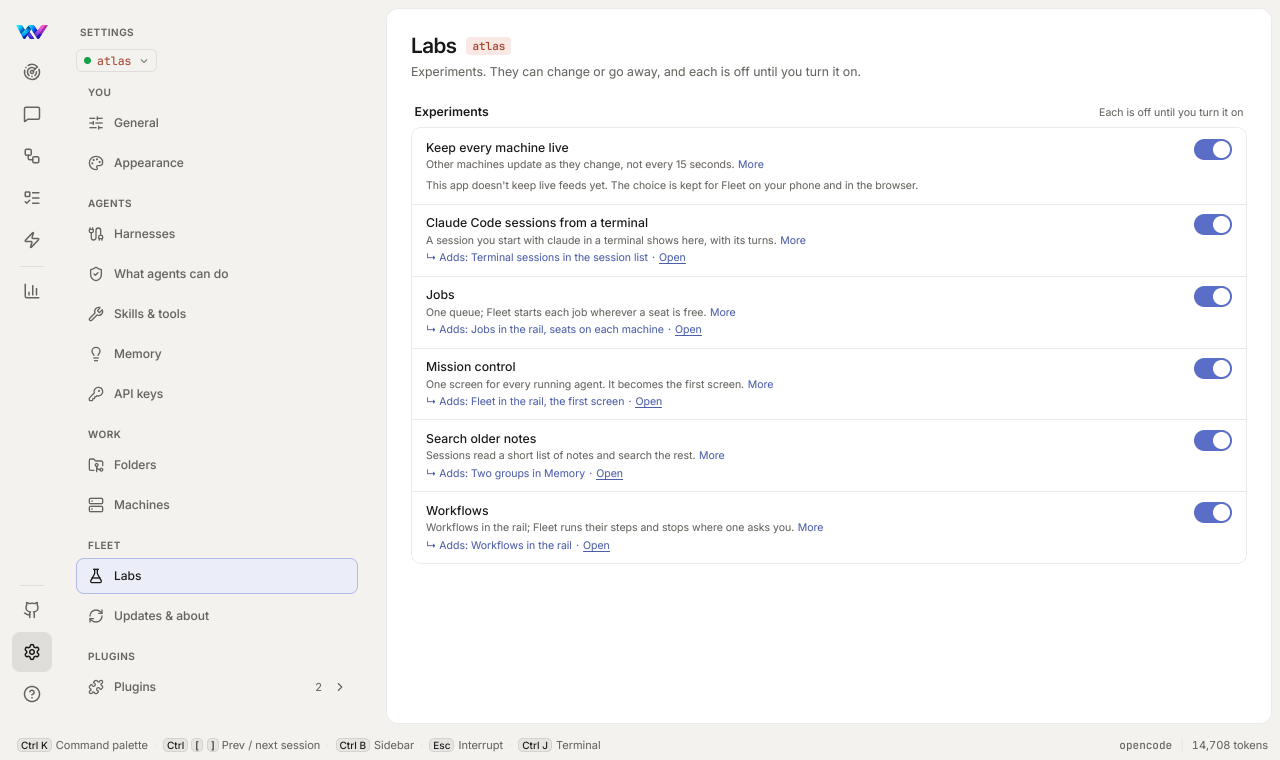 SETTINGS
atlas
YOU
General
Appearance
AGENTS
Harnesses
What agents can do
Skills & tools
Memory
API keys
WORK
Folders
Machines
FLEET
Labs
Updates & about
PLUGINS
Plugins 2
Labs atlas
Experiments. They can change or go away, and each is off until you turn it on.
Experiments Each is off until you turn it on
Keep every machine live
Other machines update as they change, not every 15 seconds. More
This app doesn't keep live feeds yet. The choice is kept for Fleet on your phone and in the browser.
Claude Code sessions from a terminal
A session you start with claude in a terminal shows here, with its turns. More
↳ Adds: Terminal sessions in the session list · Open
Jobs
One queue; Fleet starts each job wherever a seat is free. More
↳ Adds: Jobs in the rail, seats on each machine · Open
Mission control
One screen for every running agent. It becomes the first screen. More
↳ Adds: Fleet in the rail, the first screen · Open
Search older notes
Sessions read a short list of notes and search the rest. More
↳ Adds: Two groups in Memory · Open
Workflows
Workflows in the rail; Fleet runs their steps and stops where one asks you. More
↳ Adds: Workflows in the rail · Open
Ctrl K Command palette Ctrl [ ] Prev / next session Ctrl B Sidebar Esc Interrupt Ctrl J Terminal opencode 14,708 tokens